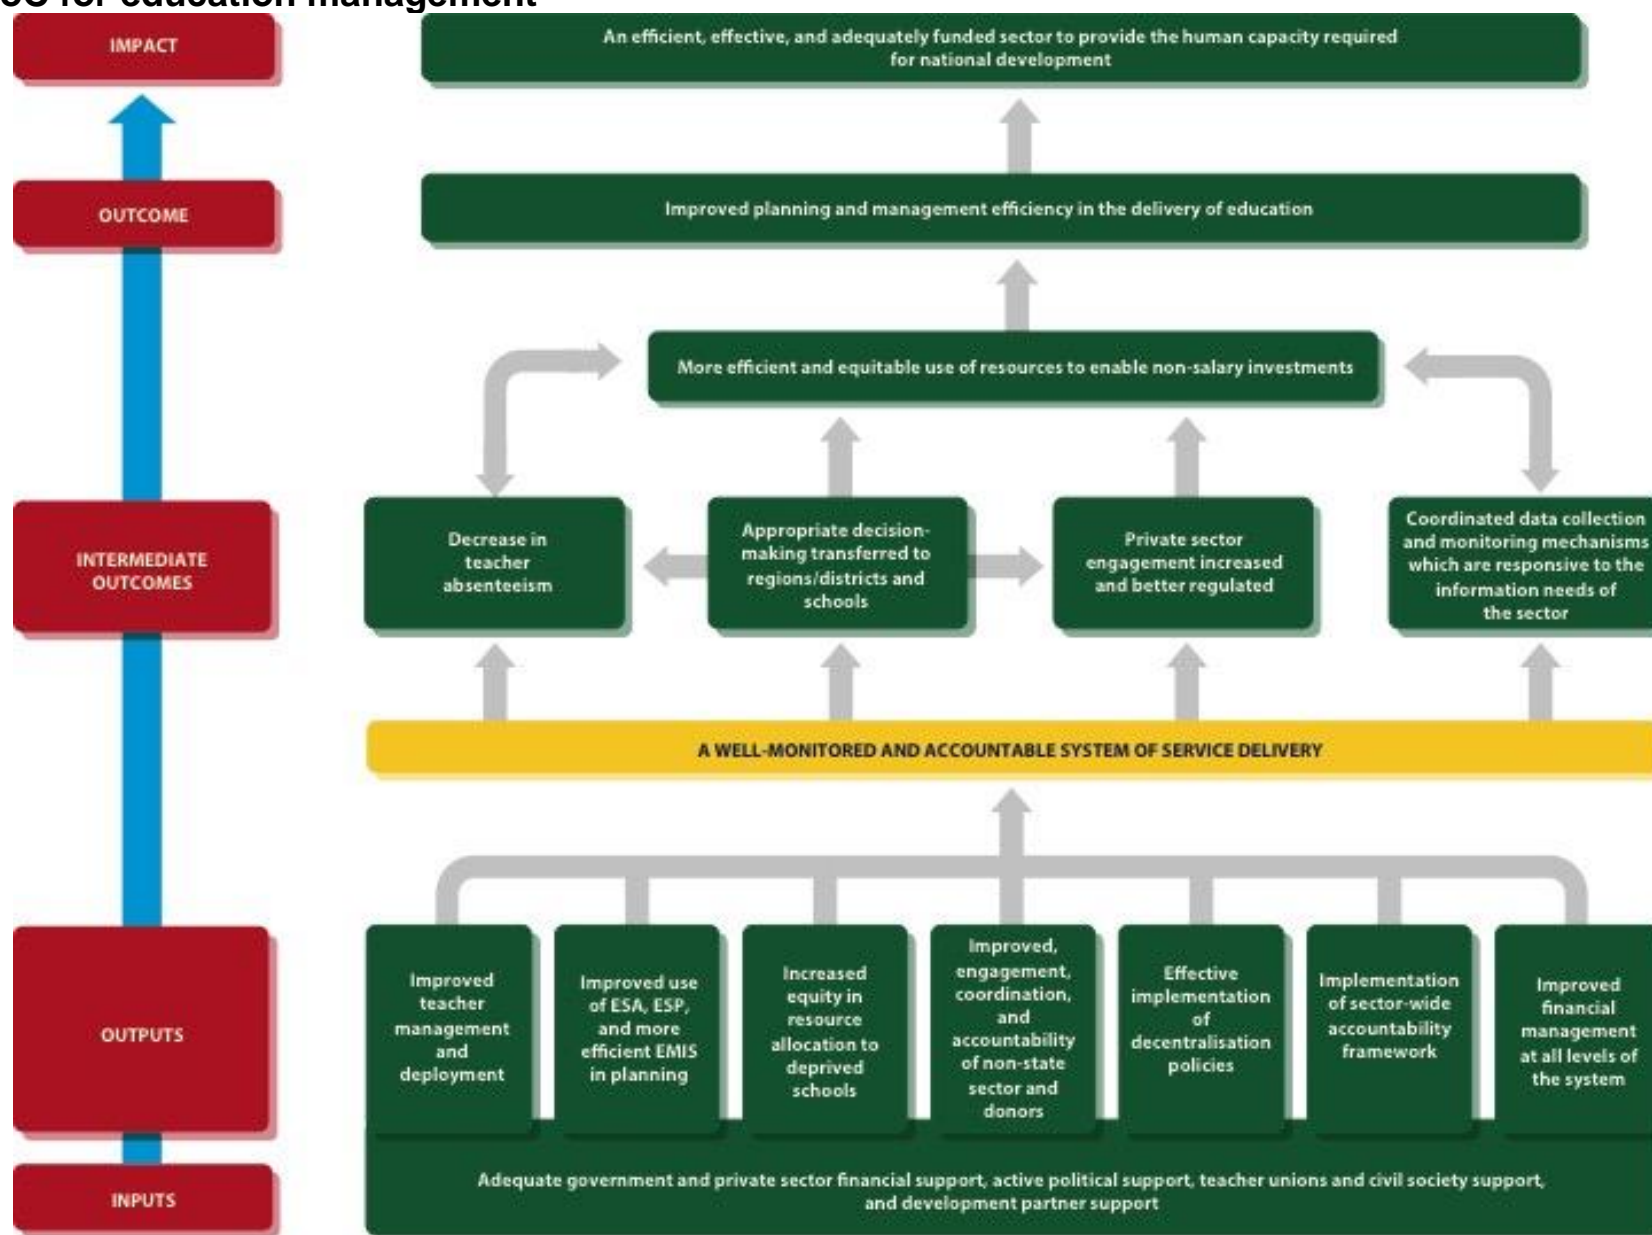 for education management
IMPACT
An efficient, effective, and adequately funded sector to provide the human capacity required
for national development
OUTCOME
Improved planning and management efficiency in the delivery of education
More efficient and equitable use of resources to enable non-salary investments
INTERMEDIATE
OUTCOMES
Decrease in
teacher
absenteeism
Appropriate decision-
making transferred to
regions/districts and
schools
Private sector
engagement increased
and better regulated
Coordinated data collection
and monitoring mechanisms
which are responsive to the
information needs of
the sector
A WELL-MONITORED AND ACCOUNTABLE SYSTEM OF SERVICE DELIVERY
OUTPUTS
Improved
teacher
management
and
deployment
Improved use
of ESA, ESP,
and more
efficient EMIS
in planning
Increased
equity in
resource
allocation to
deprived
schools
Improved,
engagement,
coordination,
and
accountability
of non-state
sector and
donors
Effective
implementation
of
decentralisation
policies
Implementation
of sector-wide
accountability
framework
Improved
financial
management
at all levels of
the system
INPUTS
Adequate government and private sector financial support, active political support, teacher unions and civil society support,
and development partner support